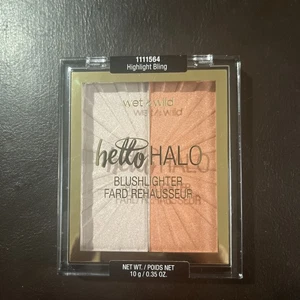 1111564
Highlight Bling
wet n wild
wet n wild
hello HALO
BLUSHLIGHTER
FARD REHAUSSEUR
NET WT. / POIDS NET
10 g / 0.35 OZ.